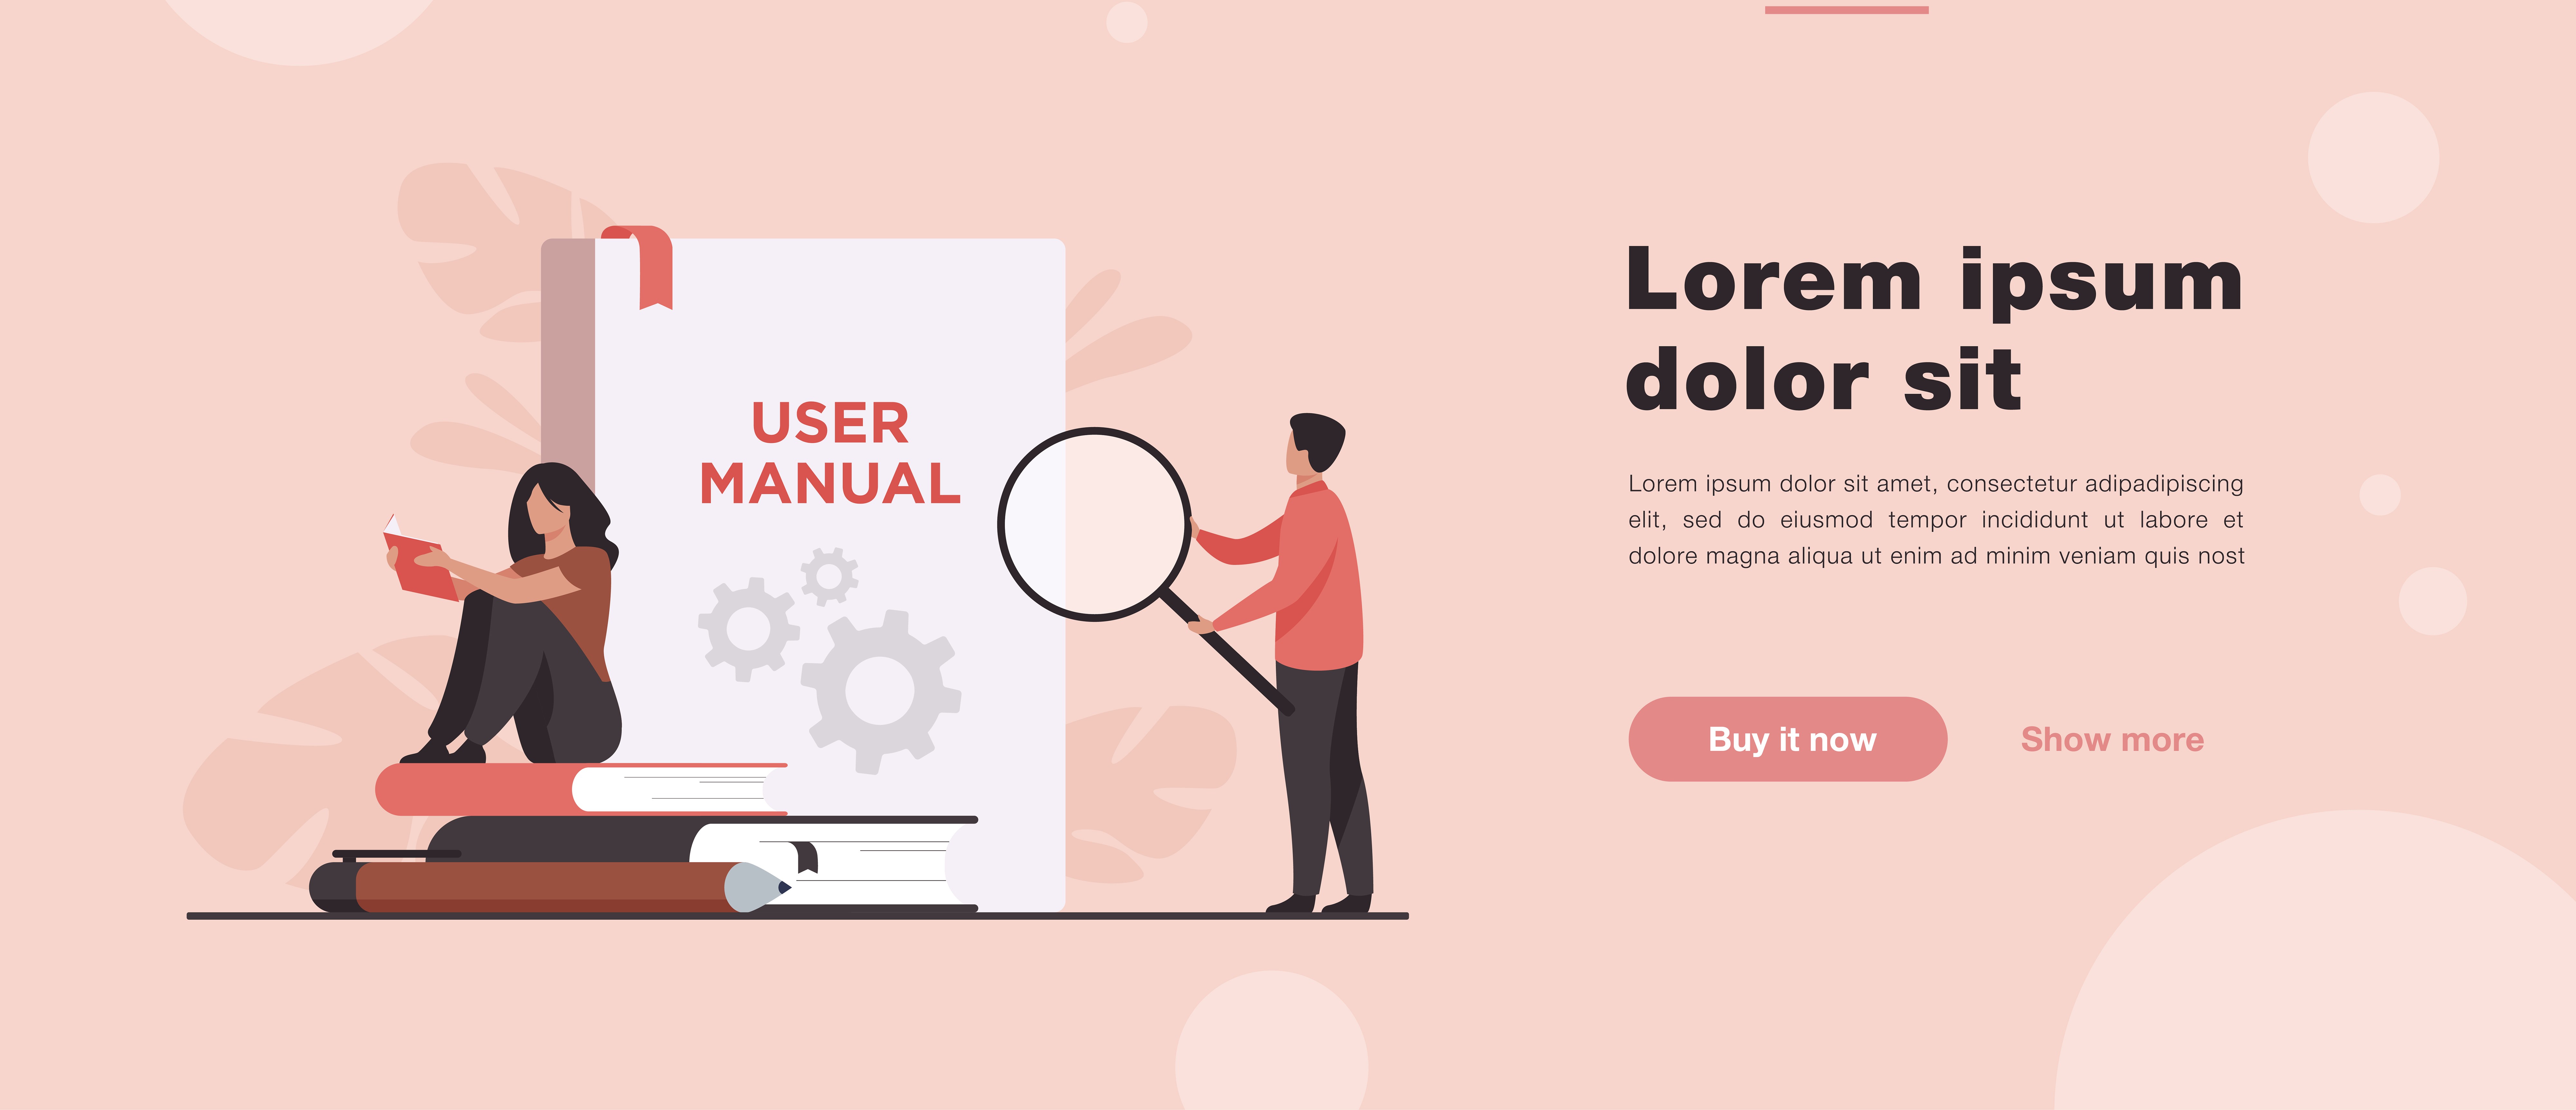 USER
MANUAL
Lorem ipsum
dolor sit
Lorem ipsum dolor sit amet, consectetur adipadipiscing
elit, sed do eiusmod tempor incididunt ut labore et
dolore magna aliqua ut enim ad minim veniam quis nost
Buy it now
Show more